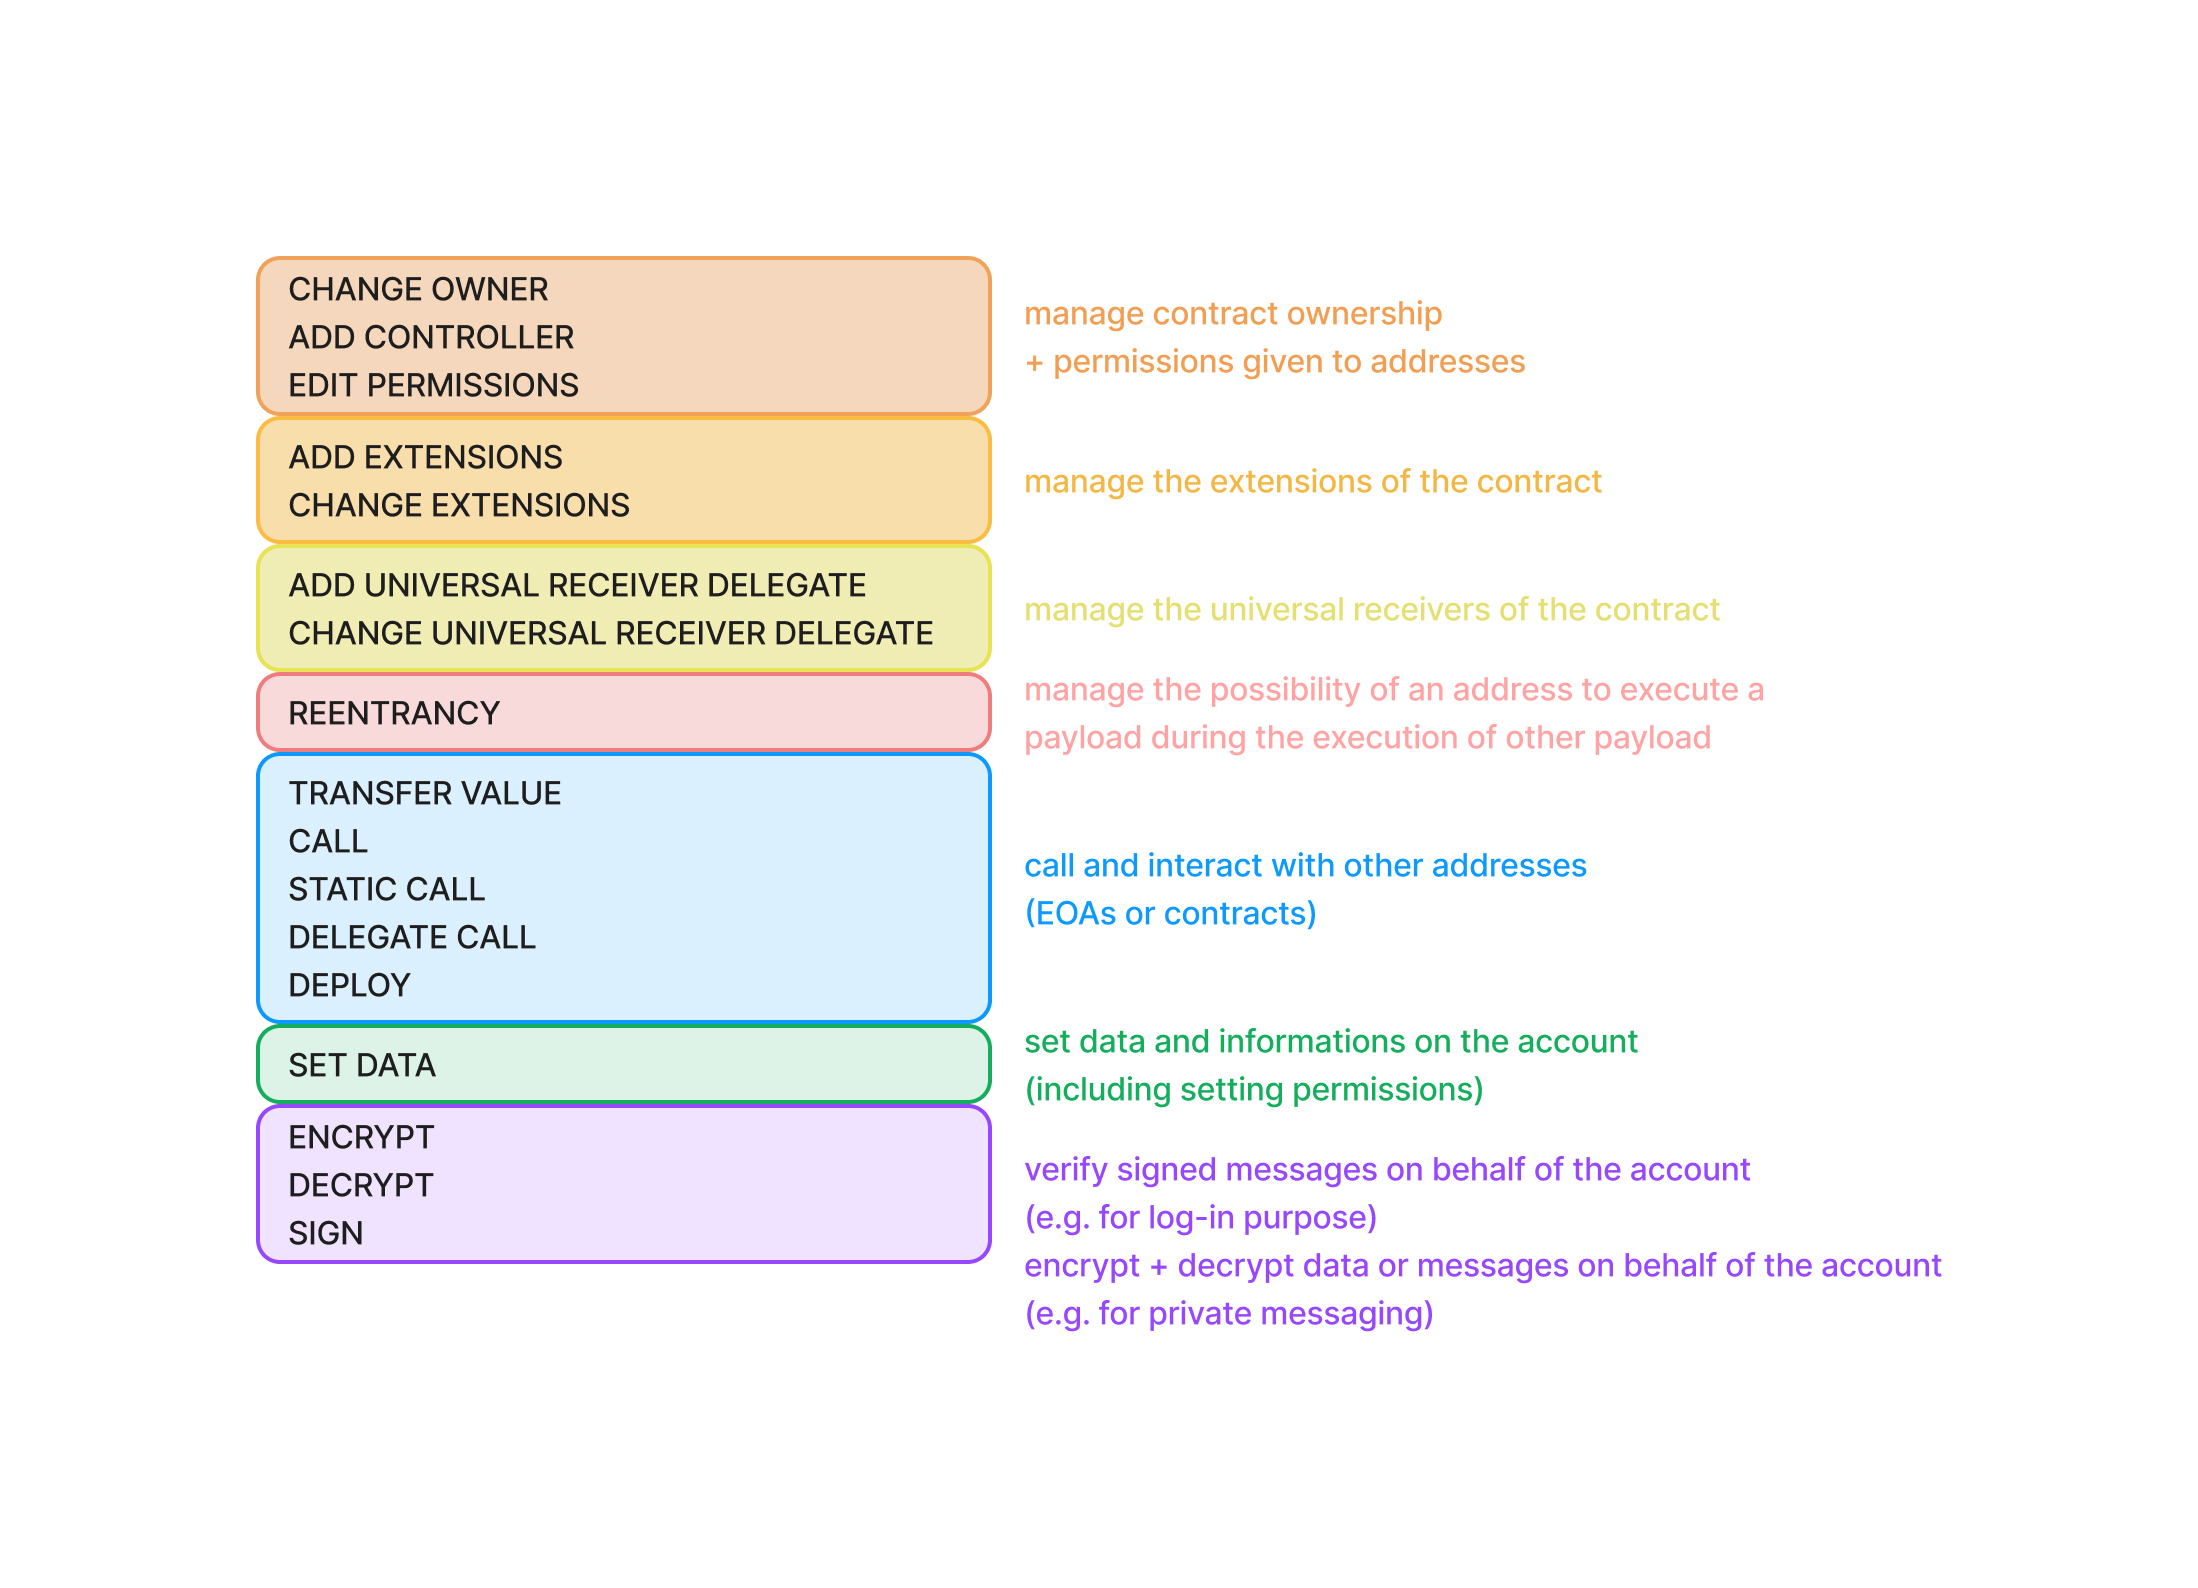 CHANGE OWNER
ADD CONTROLLER
EDIT PERMISSIONS
manage contract ownership
+ permissions given to addresses
ADD EXTENSIONS
CHANGE EXTENSIONS
manage the extensions of the contract
ADD UNIVERSAL RECEIVER DELEGATE
CHANGE UNIVERSAL RECEIVER DELEGATE
manage the universal receivers of the contract
REENTRANCY
manage the possibility of an address to execute a
payload during the execution of other payload
TRANSFER VALUE
CALL
STATIC CALL
DELEGATE CALL
DEPLOY
call and interact with other addresses
(EOAs or contracts)
SET DATA
set data and informations on the account
(including setting permissions)
ENCRYPT
DECRYPT
SIGN
verify signed messages on behalf of the account
(e.g. for log-in purpose)
encrypt + decrypt data or messages on behalf of the account
(e.g. for private messaging)